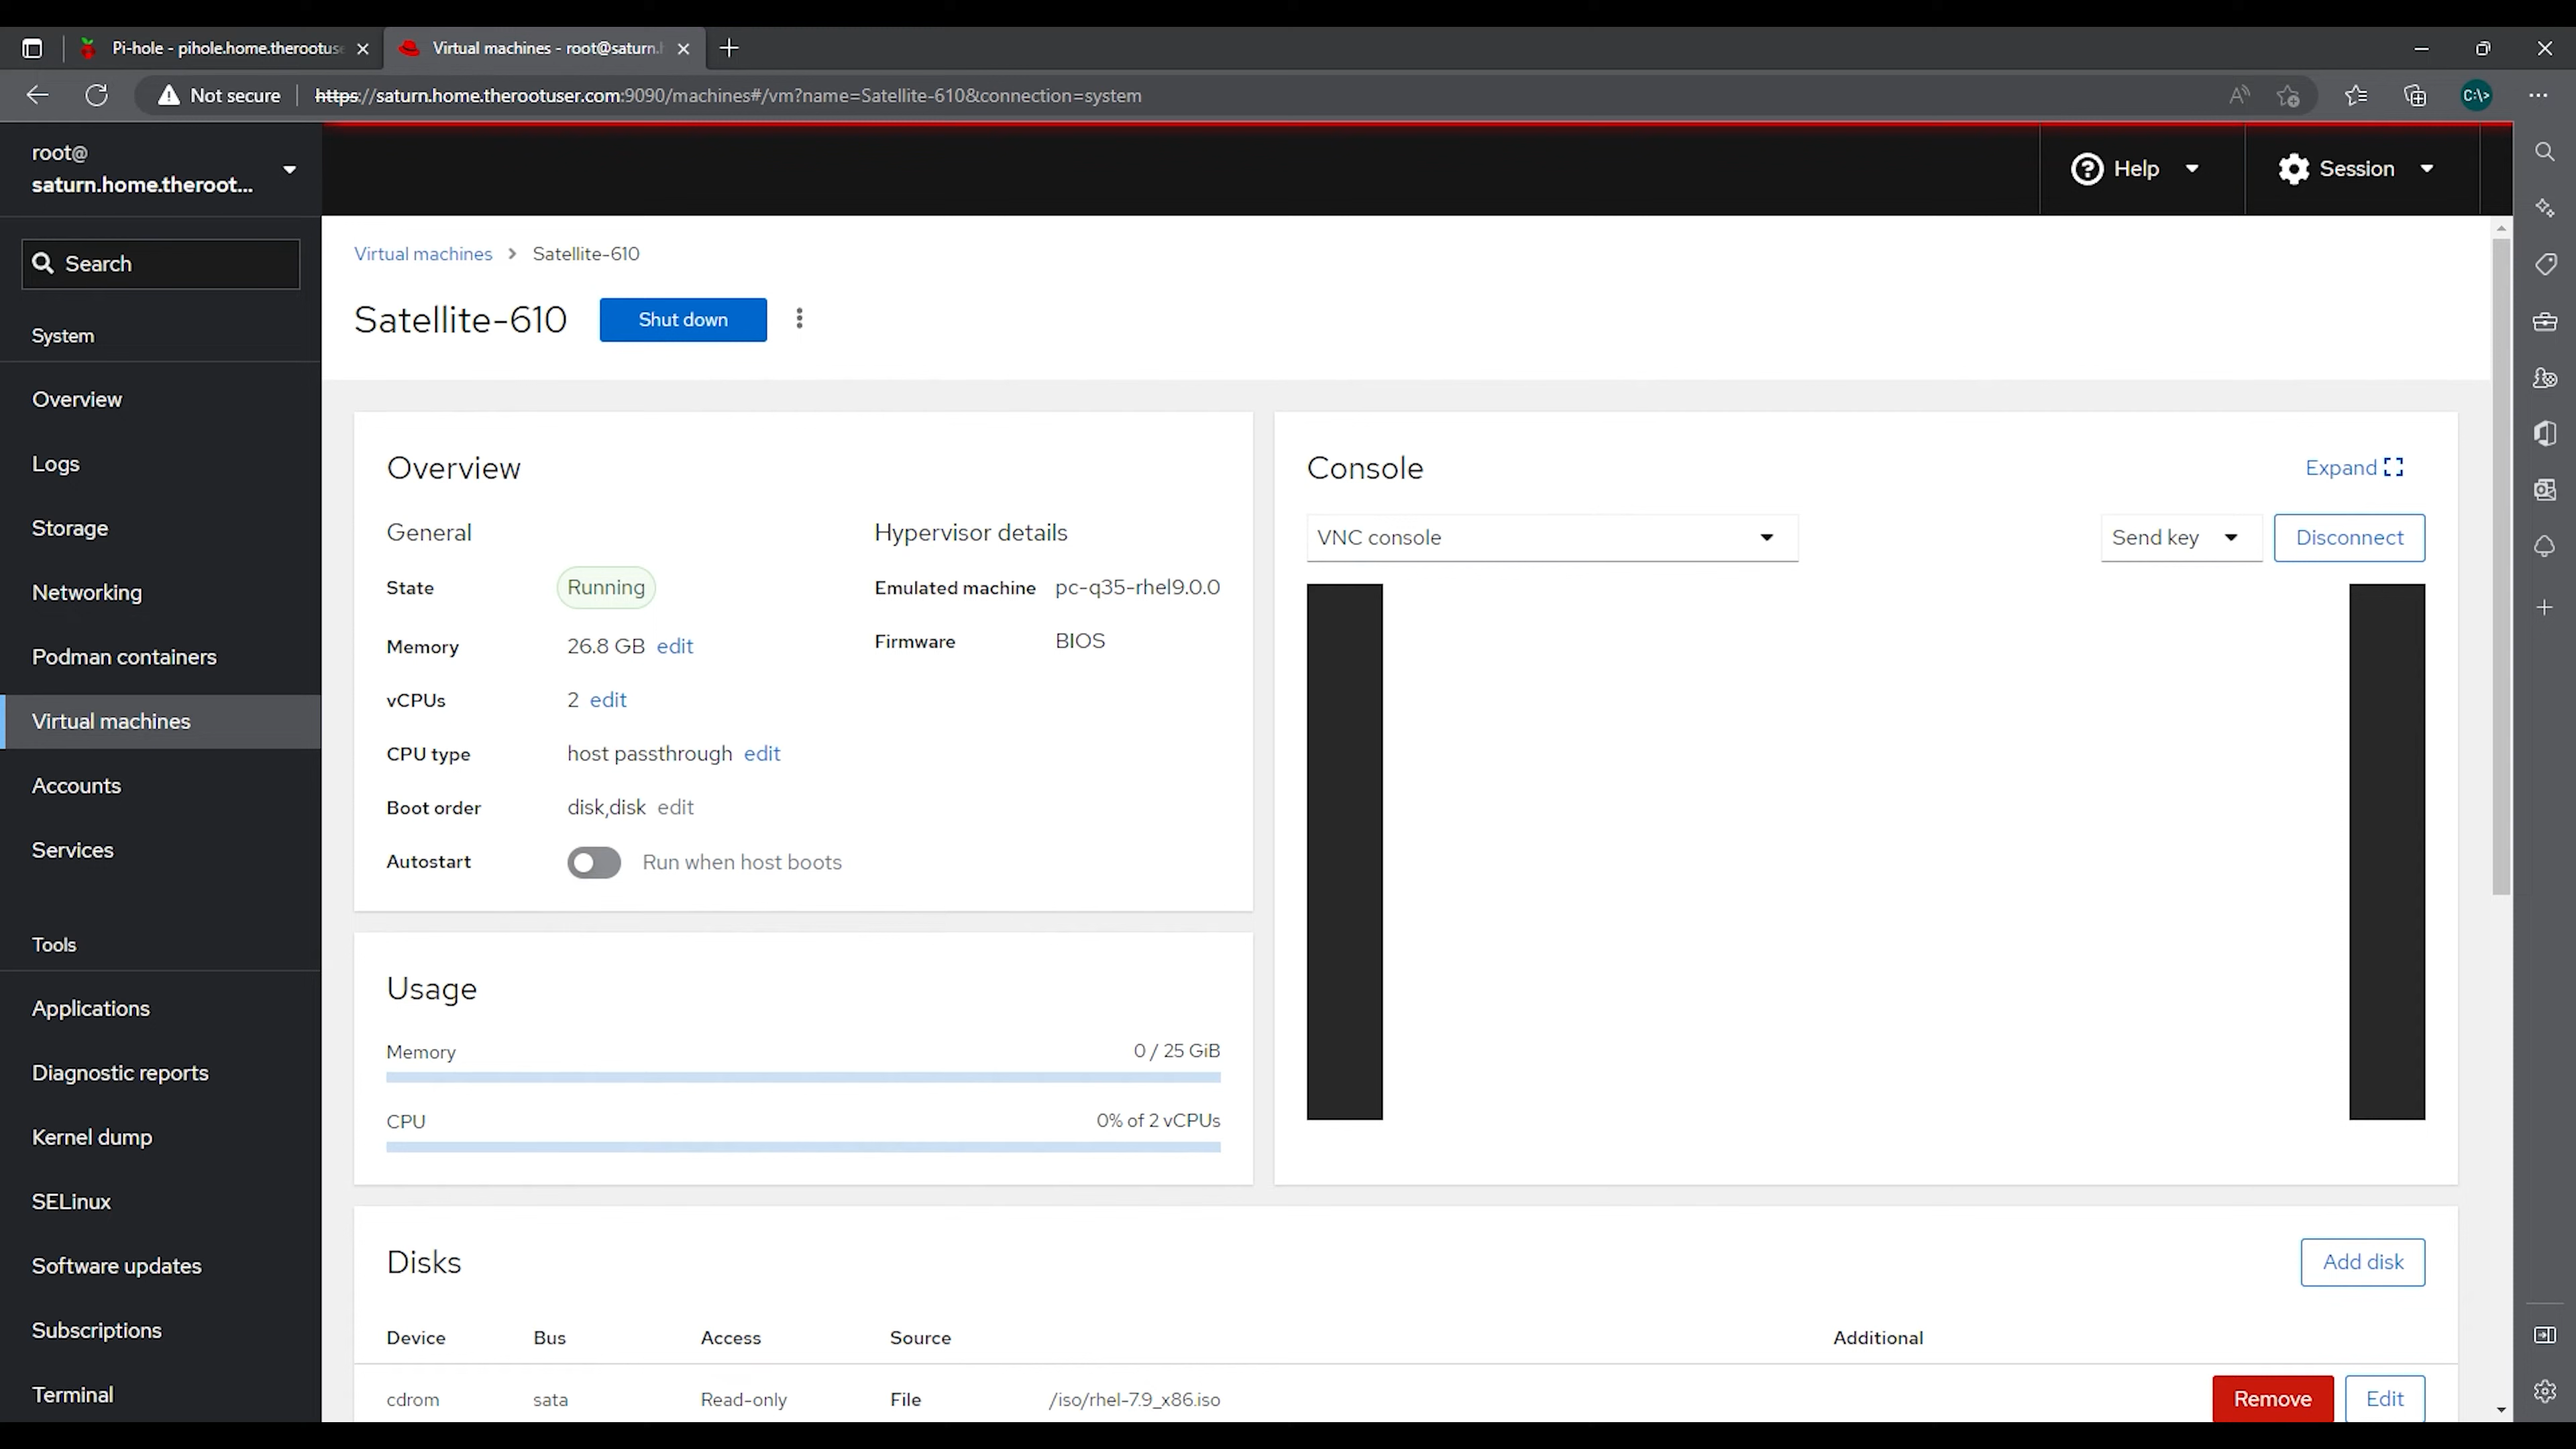 Pi-hole - pihole.home.therootuse
Virtual machines - root@saturn.h
Not secure
https://saturn.home.therootuser.com:9090/machines#/vm?name=Satellite-610&connection=system
C:\>
root@
saturn.home.theroot...
Help
Session
Search
System
Overview
Logs
Storage
Networking
Podman containers
Virtual machines
Accounts
Services
Tools
Applications
Diagnostic reports
Kernel dump
SELinux
Software updates
Subscriptions
Terminal
Virtual machines > Satellite-610
Satellite-610
Shut down
Overview
General
State Running
Memory 26.8 GB edit
vCPUs 2 edit
CPU type host passthrough edit
Boot order disk,disk edit
Autostart Run when host boots
Hypervisor details
Emulated machine pc-q35-rhel9.0.0
Firmware BIOS
Console
Expand
VNC console
Send key
Disconnect
Usage
Memory 0 / 25 GiB
CPU 0% of 2 vCPUs
Disks
Add disk
Device Bus Access Source Additional
cdrom sata Read-only File /iso/rhel-7.9_x86.iso Remove Edit